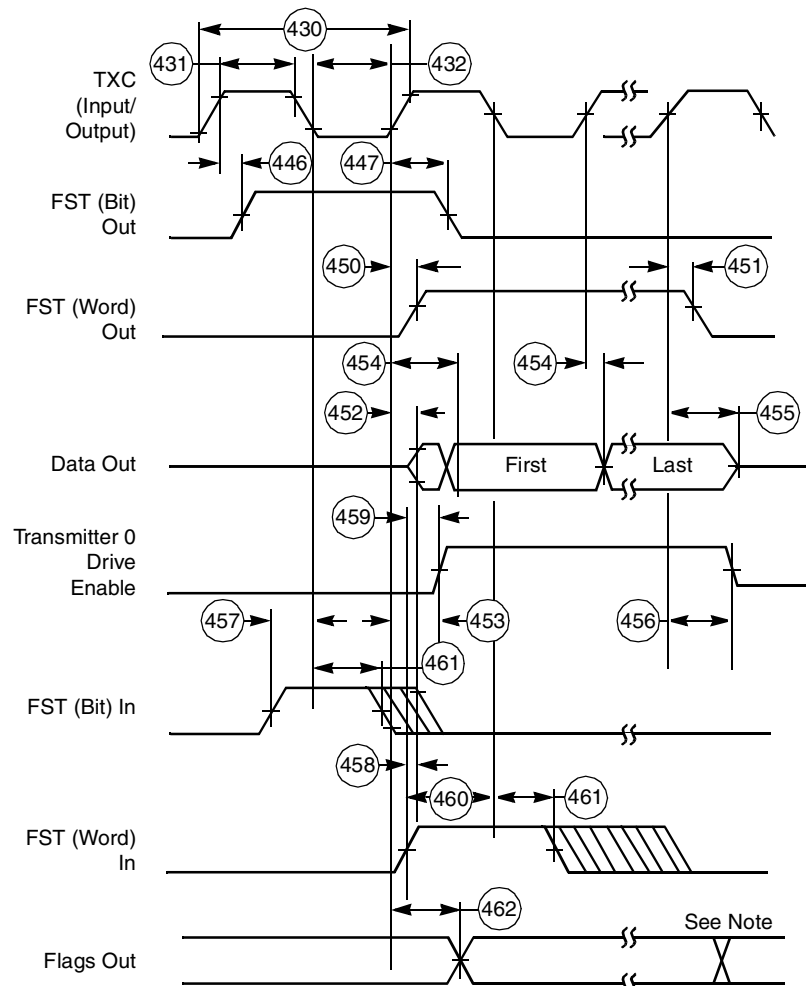 430
431
432
TXC
(Input/
Output)
446
447
FST (Bit)
Out
450
451
FST (Word)
Out
454
454
452
455
Data Out
First
Last
459
Transmitter 0
Drive
Enable
457
453
456
461
FST (Bit) In
458
460
461
FST (Word)
In
462
See Note
Flags Out